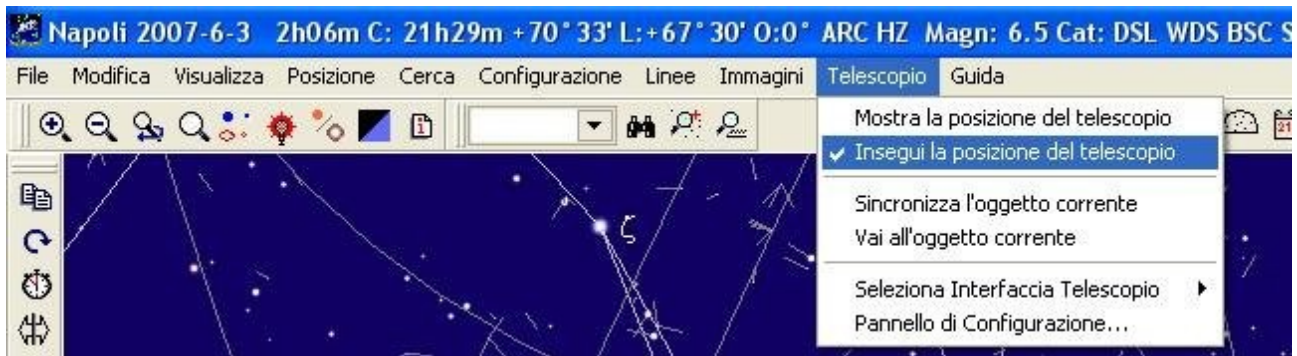 Napoli 2007-6-3 2h06m C: 21h29m +70°33' L:+67°30' O:0° ARC HZ Magn: 6.5 Cat: DSL WDS BSC S
File Modifica Visualizza Posizione Cerca Configurazione Linee Immagini Telescopio Guida
Mostra la posizione del telescopio
Insegui la posizione del telescopio
Sincronizza l'oggetto corrente
Vai all'oggetto corrente
Seleziona Interfaccia Telescopio
Pannello di Configurazione...
ζ
21